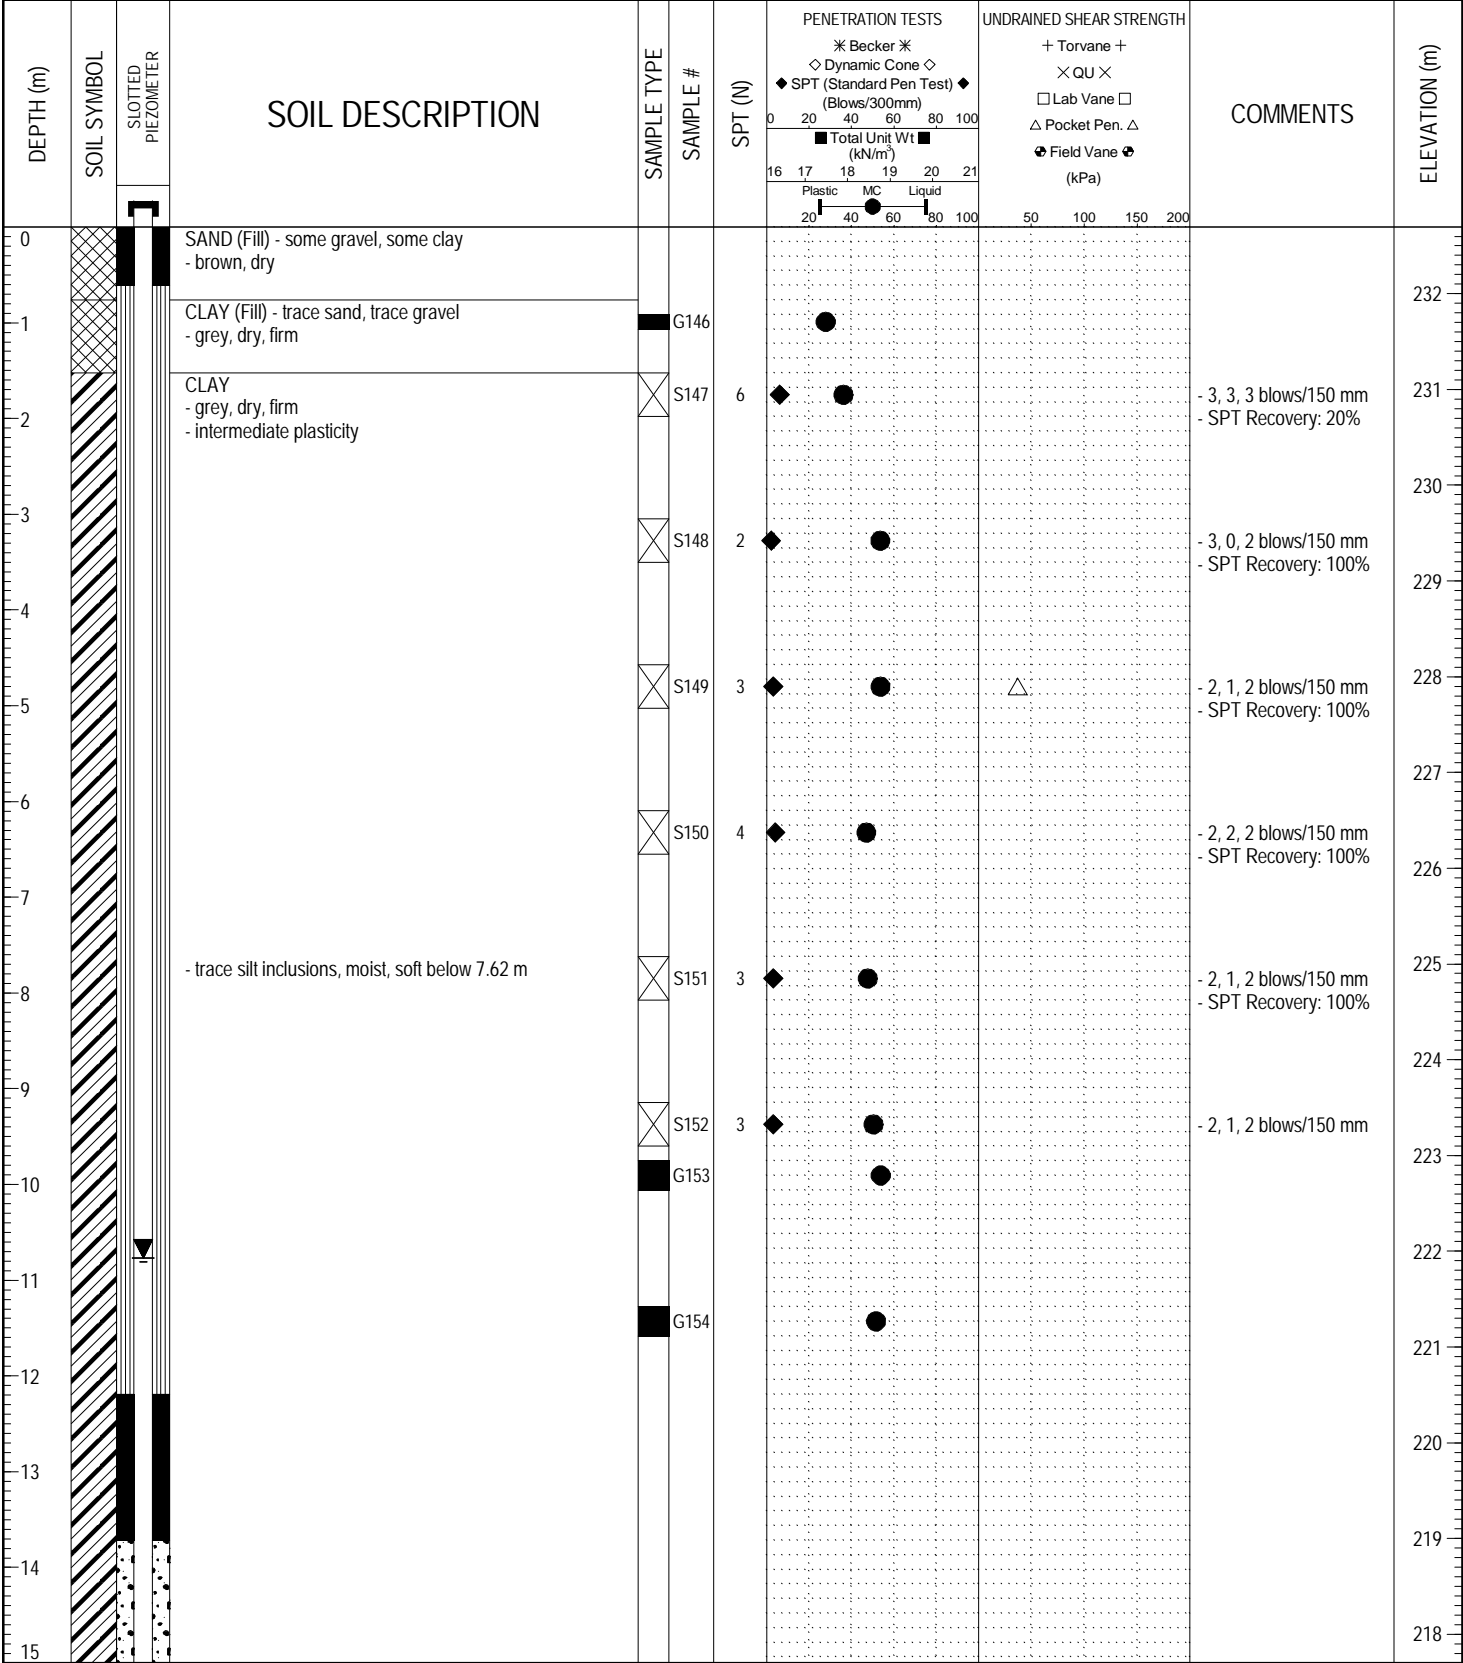 DEPTH (m)
SOIL SYMBOL
SLOTTED
PIEZOMETER
SOIL DESCRIPTION
SAMPLE TYPE
SAMPLE #
SPT (N)
PENETRATION TESTS
Becker
Dynamic Cone
SPT (Standard Pen Test)
(Blows/300mm)
0 20 40 60 80 100
Total Unit Wt
(kN/m³)
16 17 18 19 20 21
Plastic MC Liquid
20 40 60 80 100
UNDRAINED SHEAR STRENGTH
+ Torvane +
QU
Lab Vane
Pocket Pen.
Field Vane
(kPa)
50 100 150 200
COMMENTS
ELEVATION (m)
0
SAND (Fill) - some gravel, some clay
- brown, dry
232
CLAY (Fill) - trace sand, trace gravel
1 G146
- grey, dry, firm
CLAY
S147 6 - 3, 3, 3 blows/150 mm 231
- grey, dry, firm
2 - SPT Recovery: 20%
- intermediate plasticity
230
3
S148 2 - 3, 0, 2 blows/150 mm
- SPT Recovery: 100%
229
4
228
S149 3 - 2, 1, 2 blows/150 mm
5 - SPT Recovery: 100%
227
6
S150 4 - 2, 2, 2 blows/150 mm
- SPT Recovery: 100%
226
7
225
- trace silt inclusions, moist, soft below 7.62 m
S151 3 - 2, 1, 2 blows/150 mm
8
- SPT Recovery: 100%
224
9
S152 3 - 2, 1, 2 blows/150 mm
223
G153
10
222
11
G154
221
12
220
13
219
14
218
15